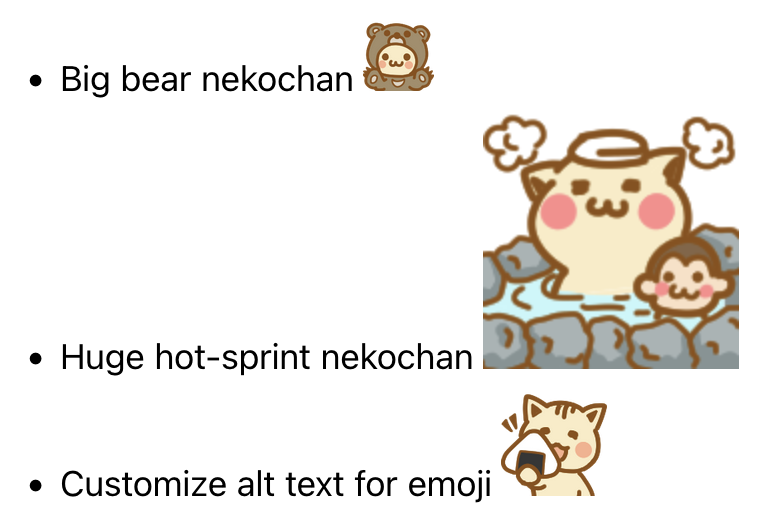 • Big bear nekochan
• Huge hot-sprint nekochan
• Customize alt text for emoji